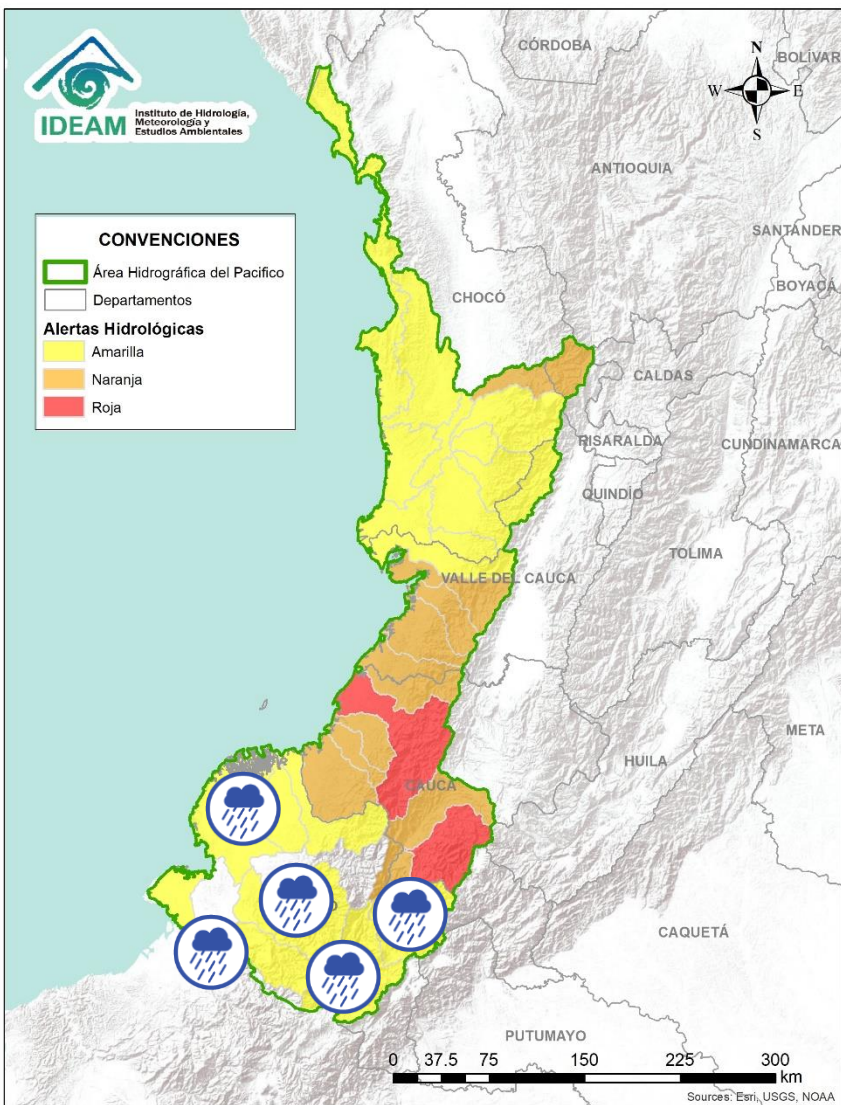 IDEAM
Instituto de Hidrología,
Meteorología y
Estudios Ambientales
N
W
E
S
CÓRDOBA
BOLÍVAR
ANTIOQUIA
SANTANDER
BOYACÁ
CONVENCIONES
Área Hidrográfica del Pacifico
Departamentos
Alertas Hidrológicas
Amarilla
Naranja
Roja
CHOCÓ
CALDAS
RISARALDA
CUNDINAMARCA
QUINDÍO
TOLIMA
VALLE DEL CAUCA
META
HUILA
CAUCA
CAQUETÁ
PUTUMAYO
0 37.5 75 150 225 300
km
Sources: Esri, USGS, NOAA